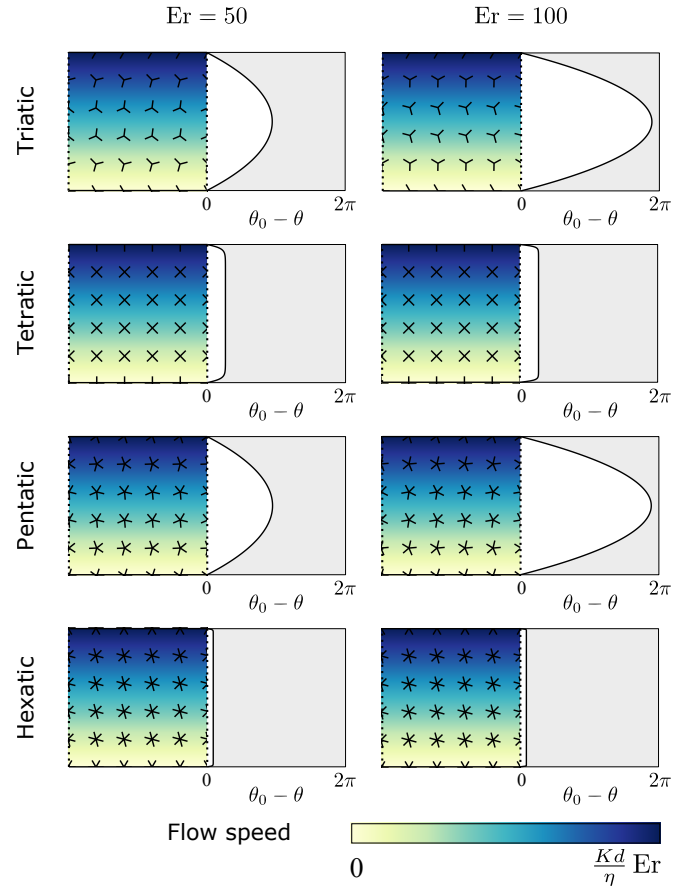 Er = 50 Er = 100
Triatic
0 θ₀ − θ 2π 0 θ₀ − θ 2π
Tetratic
0 θ₀ − θ 2π 0 θ₀ − θ 2π
Pentatic
0 θ₀ − θ 2π 0 θ₀ − θ 2π
Hexatic
0 θ₀ − θ 2π 0 θ₀ − θ 2π
Flow speed
0 Kd/η Er